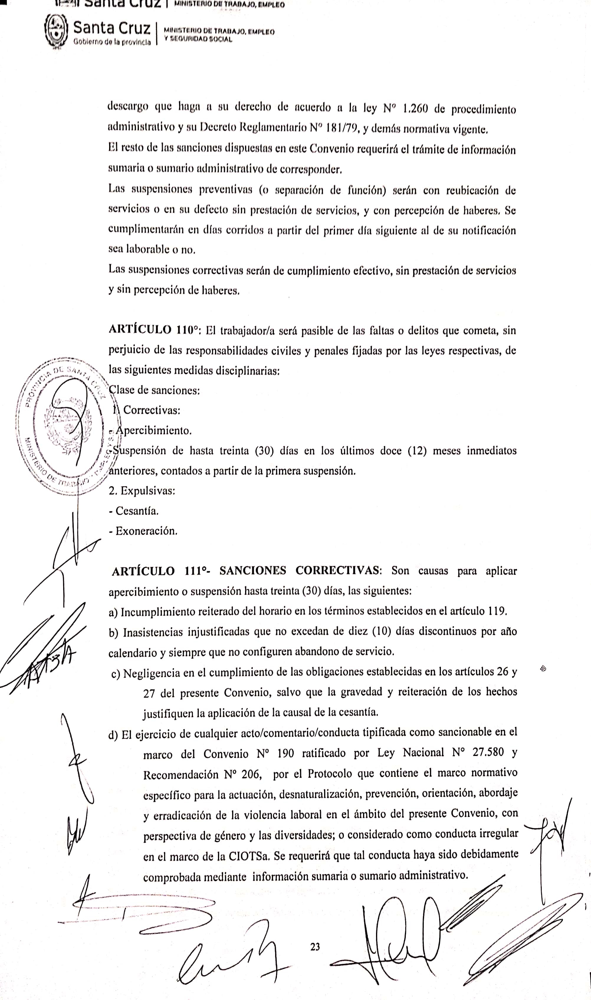 Santa Cruz | MINISTERIO DE TRABAJO, EMPLEO
Santa Cruz | MINISTERIO DE TRABAJO, EMPLEO
Gobierno de la provincia | Y SEGURIDAD SOCIAL
descargo que haga a su derecho de acuerdo a la ley Nº 1.260 de procedimiento
administrativo y su Decreto Reglamentario Nº 181/79, y demás normativa vigente.
El resto de las sanciones dispuestas en este Convenio requerirá el trámite de información
sumaria o sumario administrativo de corresponder.
Las suspensiones preventivas (o separación de función) serán con reubicación de
servicios o en su defecto sin prestación de servicios, y con percepción de haberes. Se
cumplimentarán en días corridos a partir del primer día siguiente al de su notificación
sea laborable o no.
Las suspensiones correctivas serán de cumplimiento efectivo, sin prestación de servicios
y sin percepción de haberes.
ARTÍCULO 110º: El trabajador/a será pasible de las faltas o delitos que cometa, sin
perjuicio de las responsabilidades civiles y penales fijadas por las leyes respectivas, de
las siguientes medidas disciplinarias:
PROVINCIA DE SANTA CRUZ
MINISTERIO DE TRABAJO
Clase de sanciones:
1) Correctivas:
- Apercibimiento.
-Suspensión de hasta treinta (30) días en los últimos doce (12) meses inmediatos
anteriores, contados a partir de la primera suspensión.
2. Expulsivas:
- Cesantía.
- Exoneración.
ARTÍCULO 111º- SANCIONES CORRECTIVAS: Son causas para aplicar
apercibimiento o suspensión hasta treinta (30) días, las siguientes:
a) Incumplimiento reiterado del horario en los términos establecidos en el artículo 119.
b) Inasistencias injustificadas que no excedan de diez (10) días discontinuos por año
calendario y siempre que no configuren abandono de servicio.
c) Negligencia en el cumplimiento de las obligaciones establecidas en los artículos 26 y
27 del presente Convenio, salvo que la gravedad y reiteración de los hechos
justifiquen la aplicación de la causal de la cesantía.
d) El ejercicio de cualquier acto/comentario/conducta tipificada como sancionable en el
marco del Convenio Nº 190 ratificado por Ley Nacional Nº 27.580 y
Recomendación Nº 206, por el Protocolo que contiene el marco normativo
específico para la actuación, desnaturalización, prevención, orientación, abordaje
y erradicación de la violencia laboral en el ámbito del presente Convenio, con
perspectiva de género y las diversidades; o considerado como conducta irregular
en el marco de la CIOTSa. Se requerirá que tal conducta haya sido debidamente
comprobada mediante información sumaria o sumario administrativo.
23